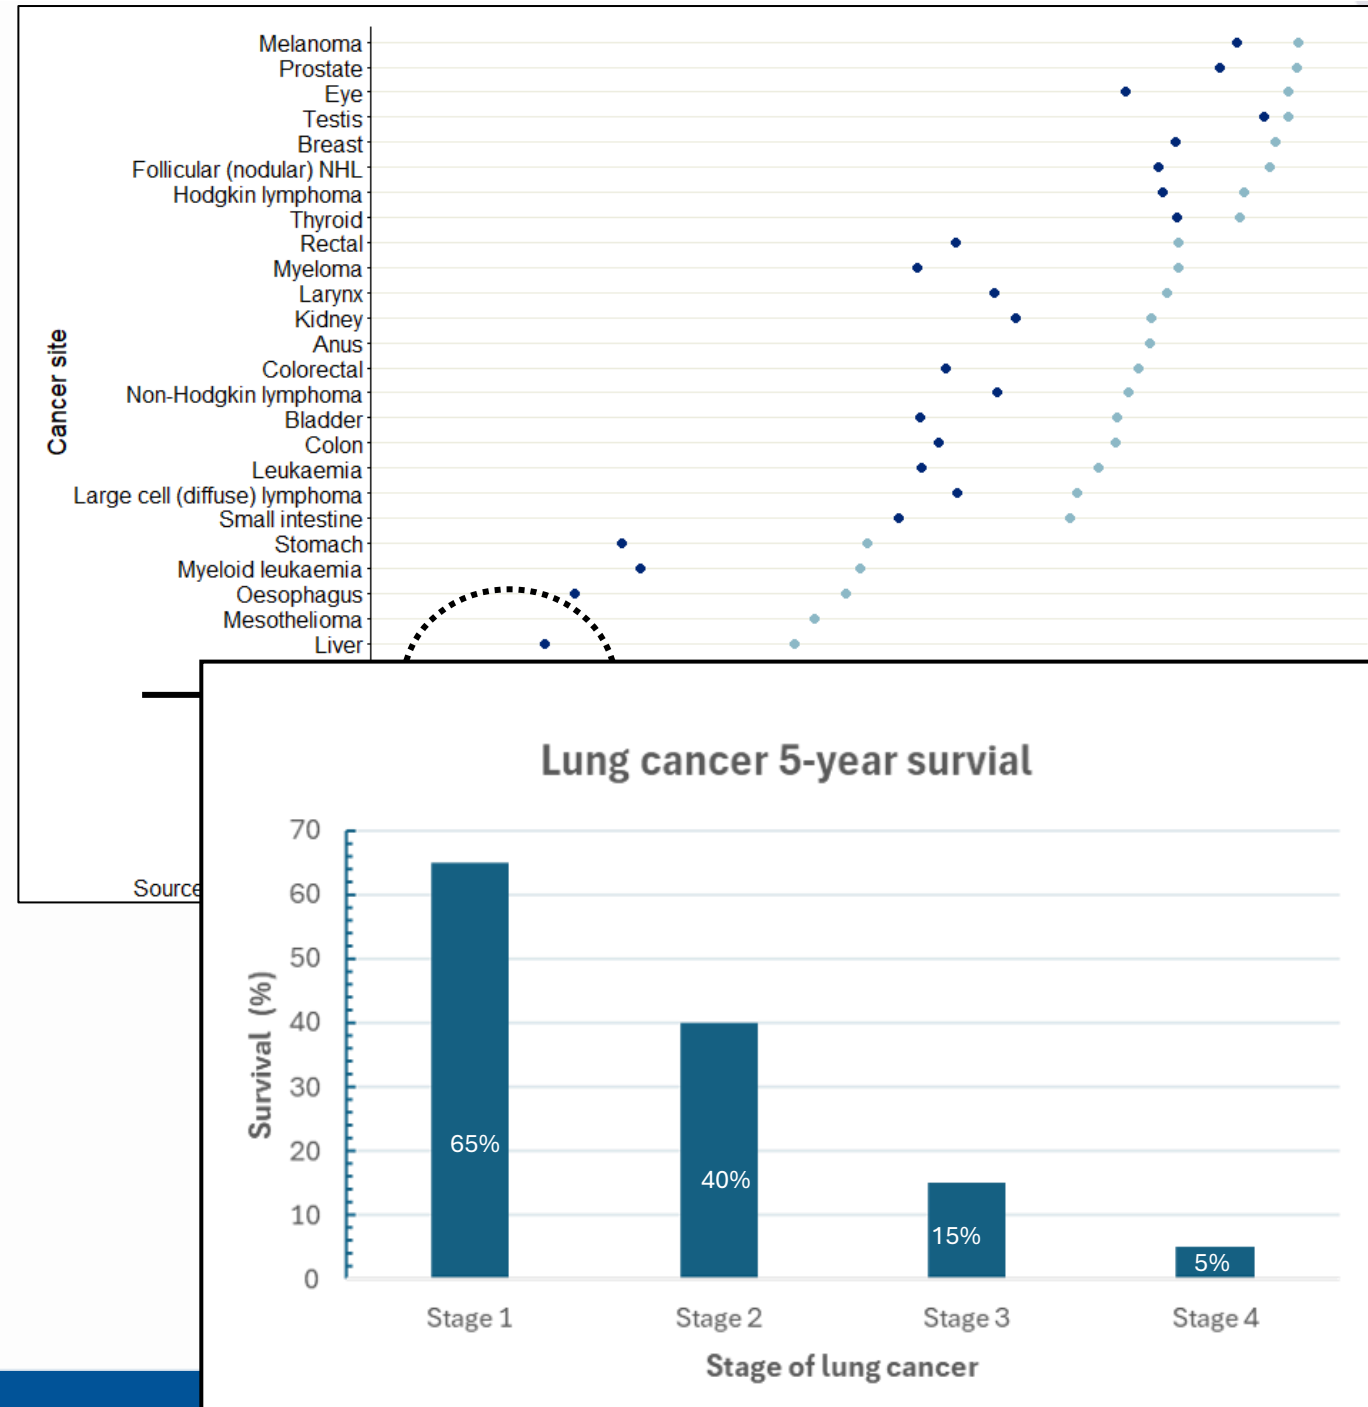 Melanoma
Prostate
Eye
Testis
Breast
Follicular (nodular) NHL
Hodgkin lymphoma
Thyroid
Rectal
Myeloma
Larynx
Kidney
Anus
Colorectal
Non-Hodgkin lymphoma
Bladder
Colon
Leukaemia
Large cell (diffuse) lymphoma
Small intestine
Stomach
Myeloid leukaemia
Oesophagus
Mesothelioma
Liver
Cancer site
Source
Lung cancer 5-year survial
70
60
50
40
30
20
10
0
Survival (%)
65%
40%
15%
5%
Stage 1
Stage 2
Stage 3
Stage 4
Stage of lung cancer